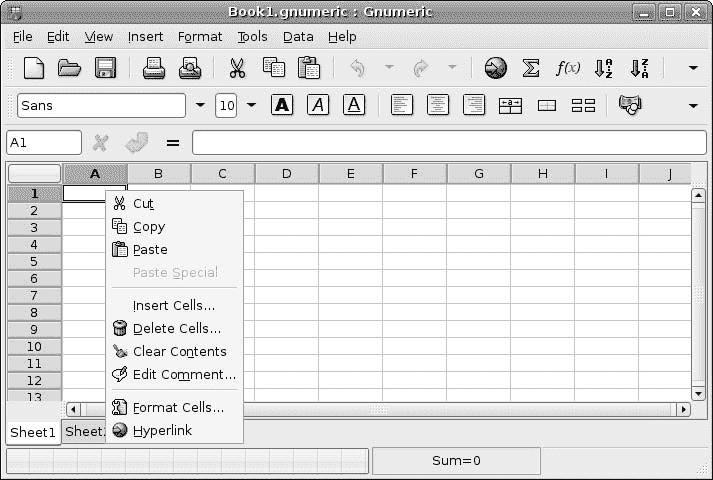 Book1.gnumeric : Gnumeric
File Edit View Insert Format Tools Data Help
f(x) A Z Z A
Sans 10 A A A a
A1 =
A B C D E F G H I J
1
2
3
4
5
6
7
8
9
10
11
12
13
Cut
Copy
Paste
Paste Special
Insert Cells...
Delete Cells...
Clear Contents
Edit Comment...
Format Cells...
Hyperlink
Sheet1
Sum=0